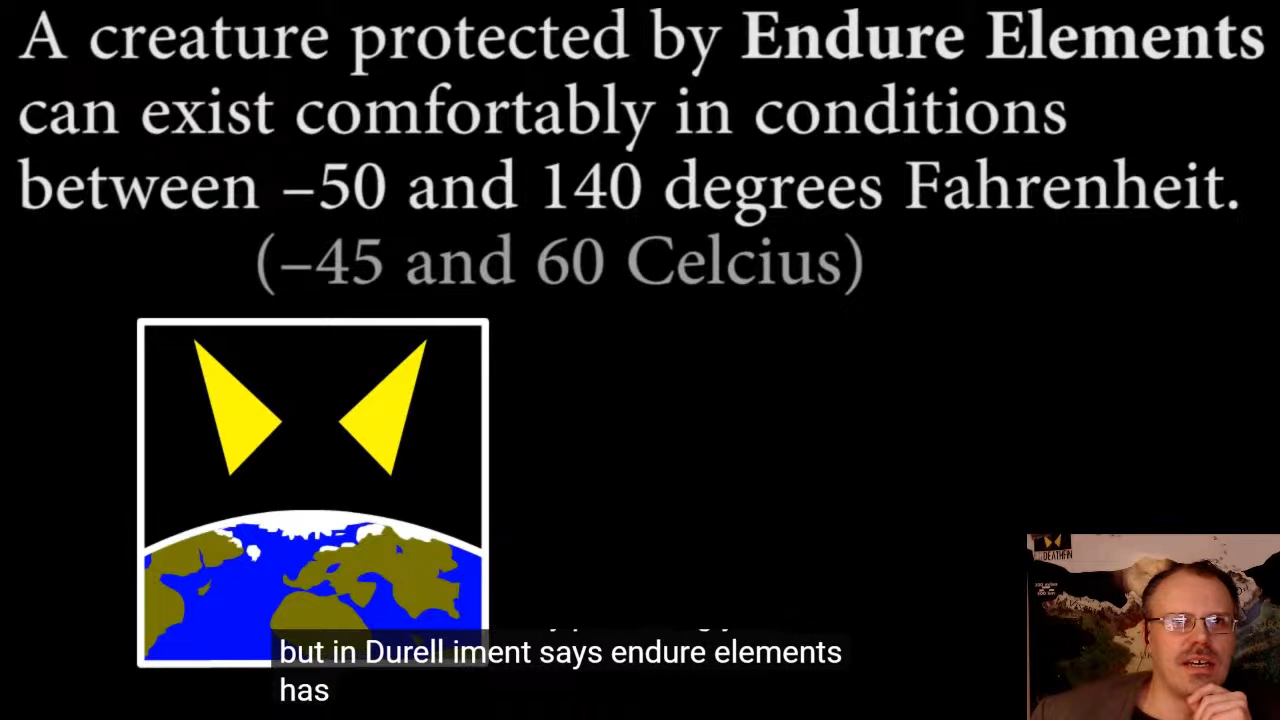 A creature protected by Endure Elements
can exist comfortably in conditions
between –50 and 140 degrees Fahrenheit.
(–45 and 60 Celcius)
but in Durell iment says endure elements
has
DEATHFIN